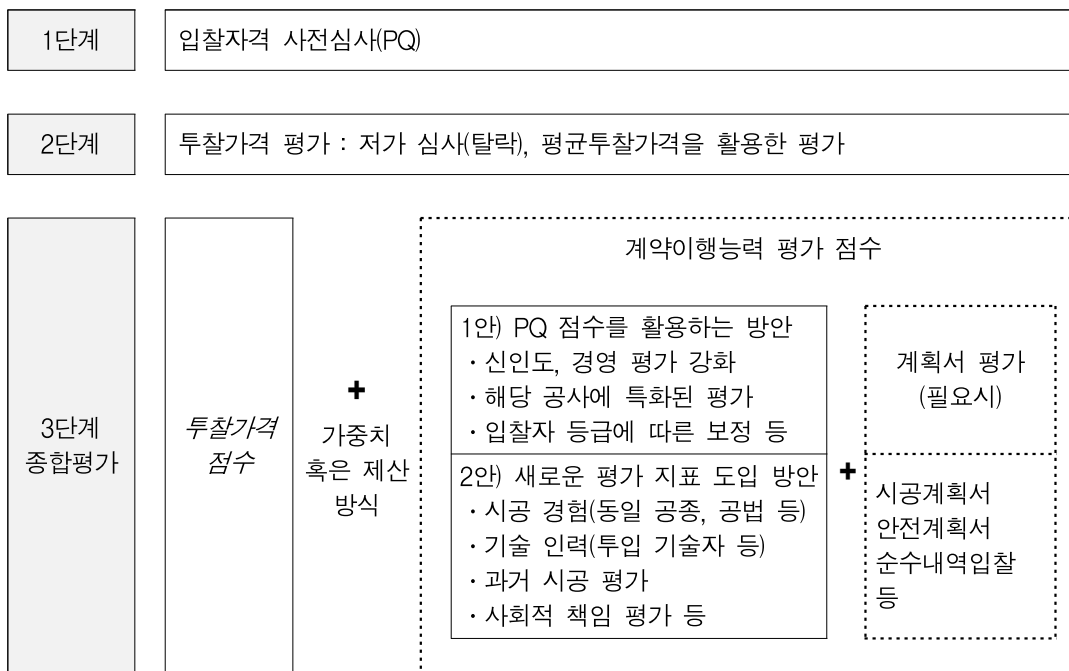 1단계
입찰자격 사전심사(PQ)
2단계
투찰가격 평가 : 저가 심사(탈락), 평균투찰가격을 활용한 평가
3단계
종합평가
투찰가격
점수
+
가중치
혹은 제산
방식
계약이행능력 평가 점수
1안) PQ 점수를 활용하는 방안
· 신인도, 경영 평가 강화
· 해당 공사에 특화된 평가
· 입찰자 등급에 따른 보정 등
2안) 새로운 평가 지표 도입 방안
· 시공 경험(동일 공종, 공법 등)
· 기술 인력(투입 기술자 등)
· 과거 시공 평가
· 사회적 책임 평가 등
+
계획서 평가
(필요시)
시공계획서
안전계획서
순수내역입찰
등